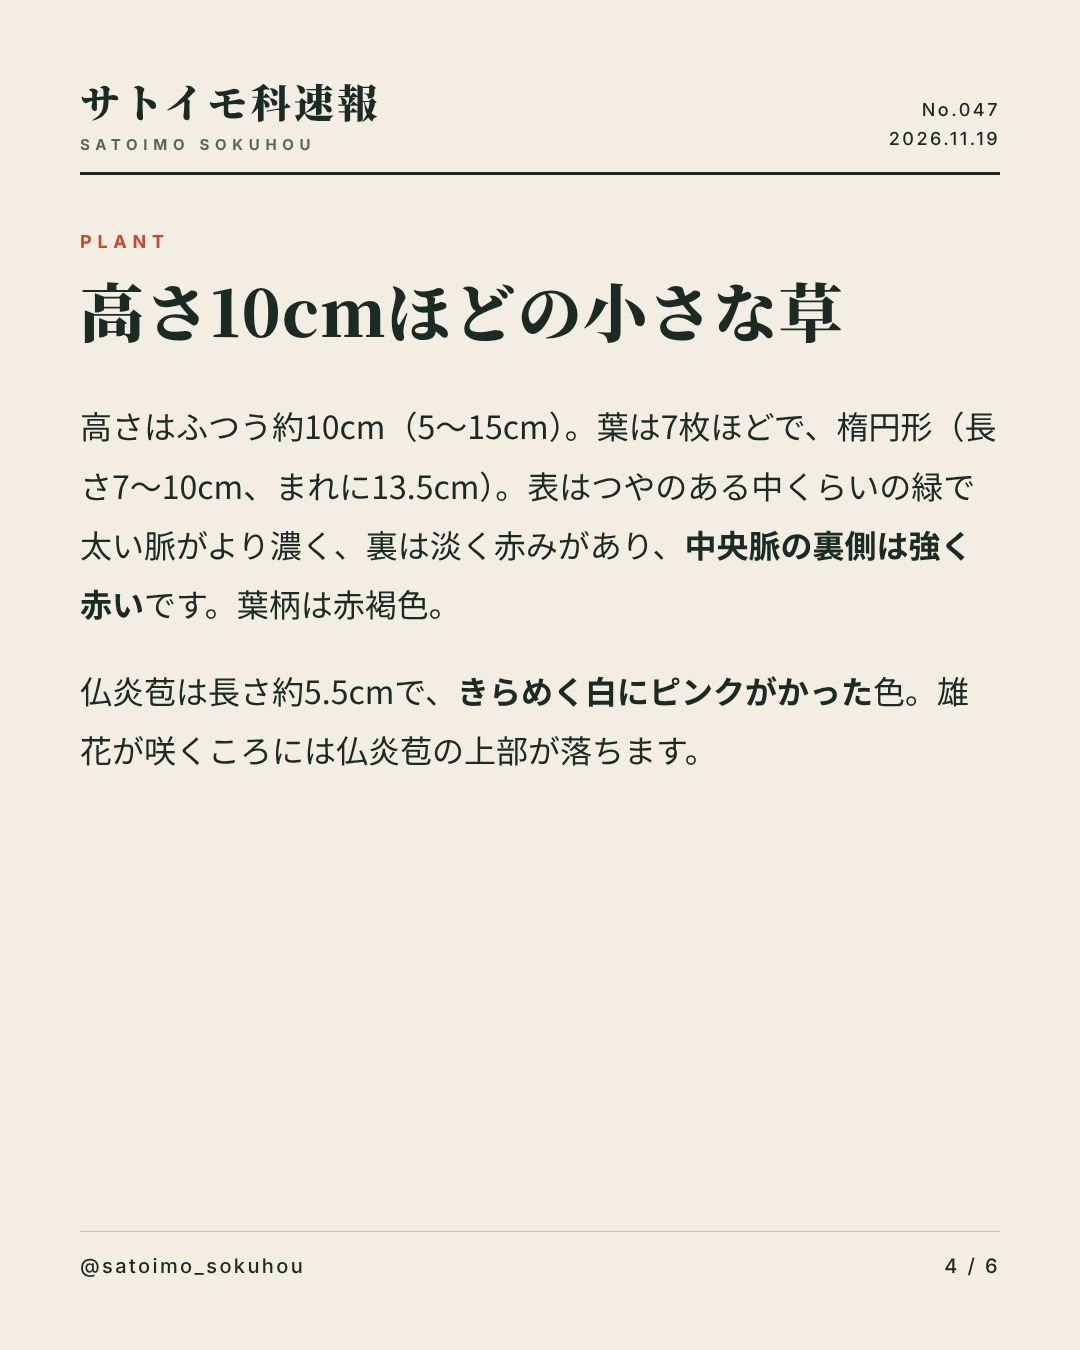 サトイモ科速報
SATOIMO SOKUHOU
No.047
2026.11.19
PLANT
高さ10cmほどの小さな草
高さはふつう約10cm（5〜15cm）。葉は7枚ほどで、楕円形（長
さ7〜10cm、まれに13.5cm）。表はつやのある中くらいの緑で
太い脈がより濃く、裏は淡く赤みがあり、中央脈の裏側は強く
赤いです。葉柄は赤褐色。
仏炎苞は長さ約5.5cmで、きらめく白にピンクがかった色。雄
花が咲くころには仏炎苞の上部が落ちます。
@satoimo_sokuhou
4 / 6